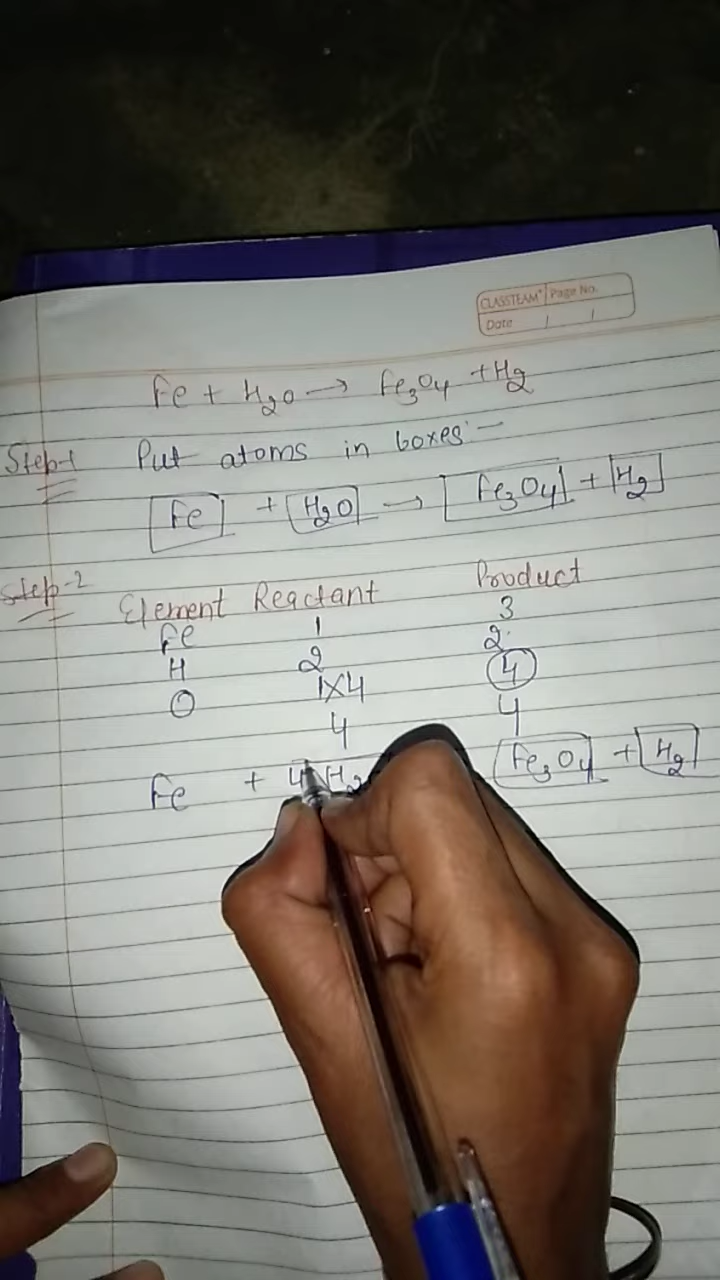 CLASSTEAM Page No.
Date / /
Fe + H₂O → Fe₃O₄ + H₂
Step-1 Put atoms in boxes:-
Fe + H₂O → Fe₃O₄ + H₂
Step-2 Element Reactant Product
Fe 1 3
H 2 2
O 1×4 4
4 4
Fe + 4 H₂ Fe₃O₄ + H₂